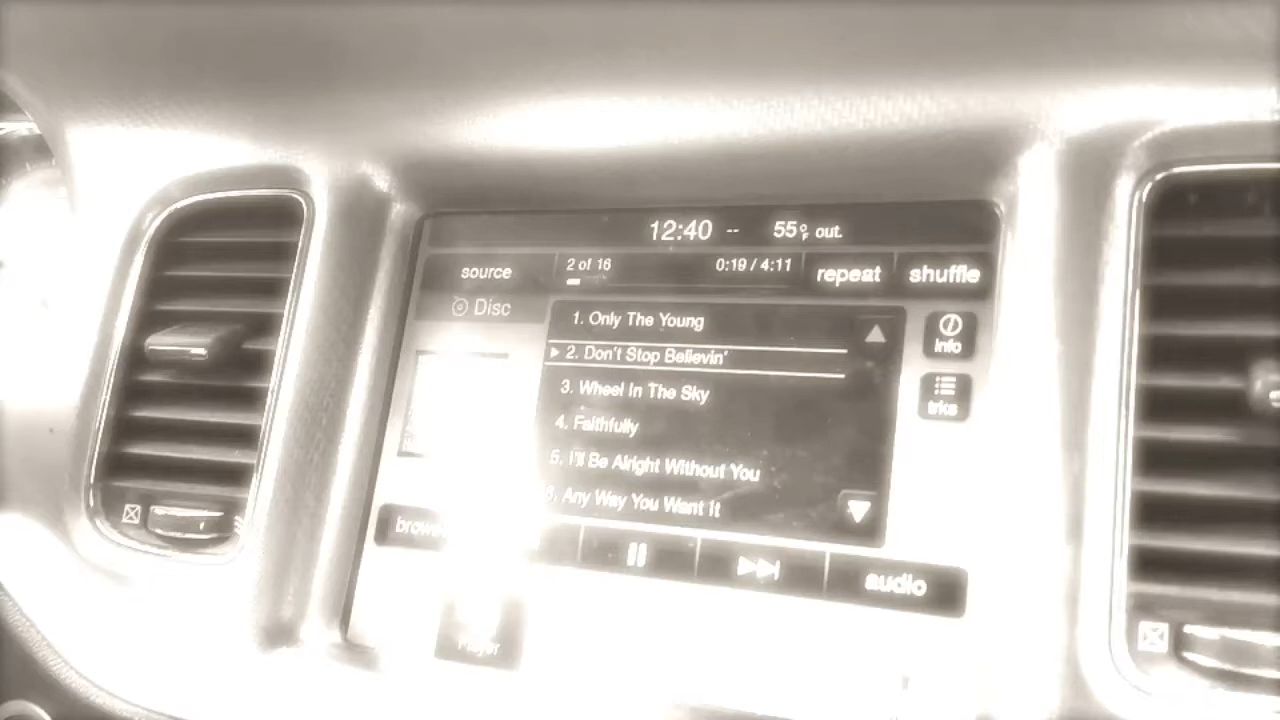 12:40 -- 55°F out.
source 2 of 16 0:19 / 4:11 repeat shuffle
Disc
1. Only The Young
2. Don't Stop Believin'
3. Wheel In The Sky
4. Faithfully
5. I'll Be Alright Without You
6. Any Way You Want It
info
trks
audio
Player